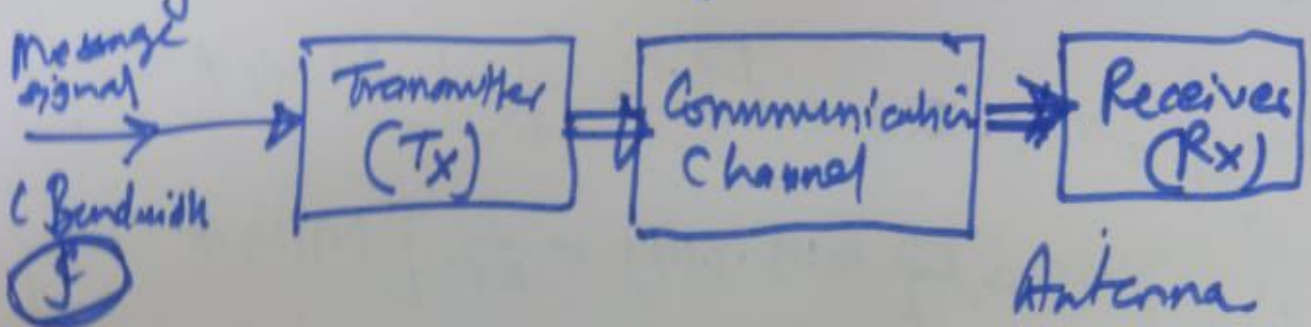 Message
signal
Transmitter
(Tx)
Communication
Channel
Receiver
(Rx)
( Bandwidth
f
Antenna